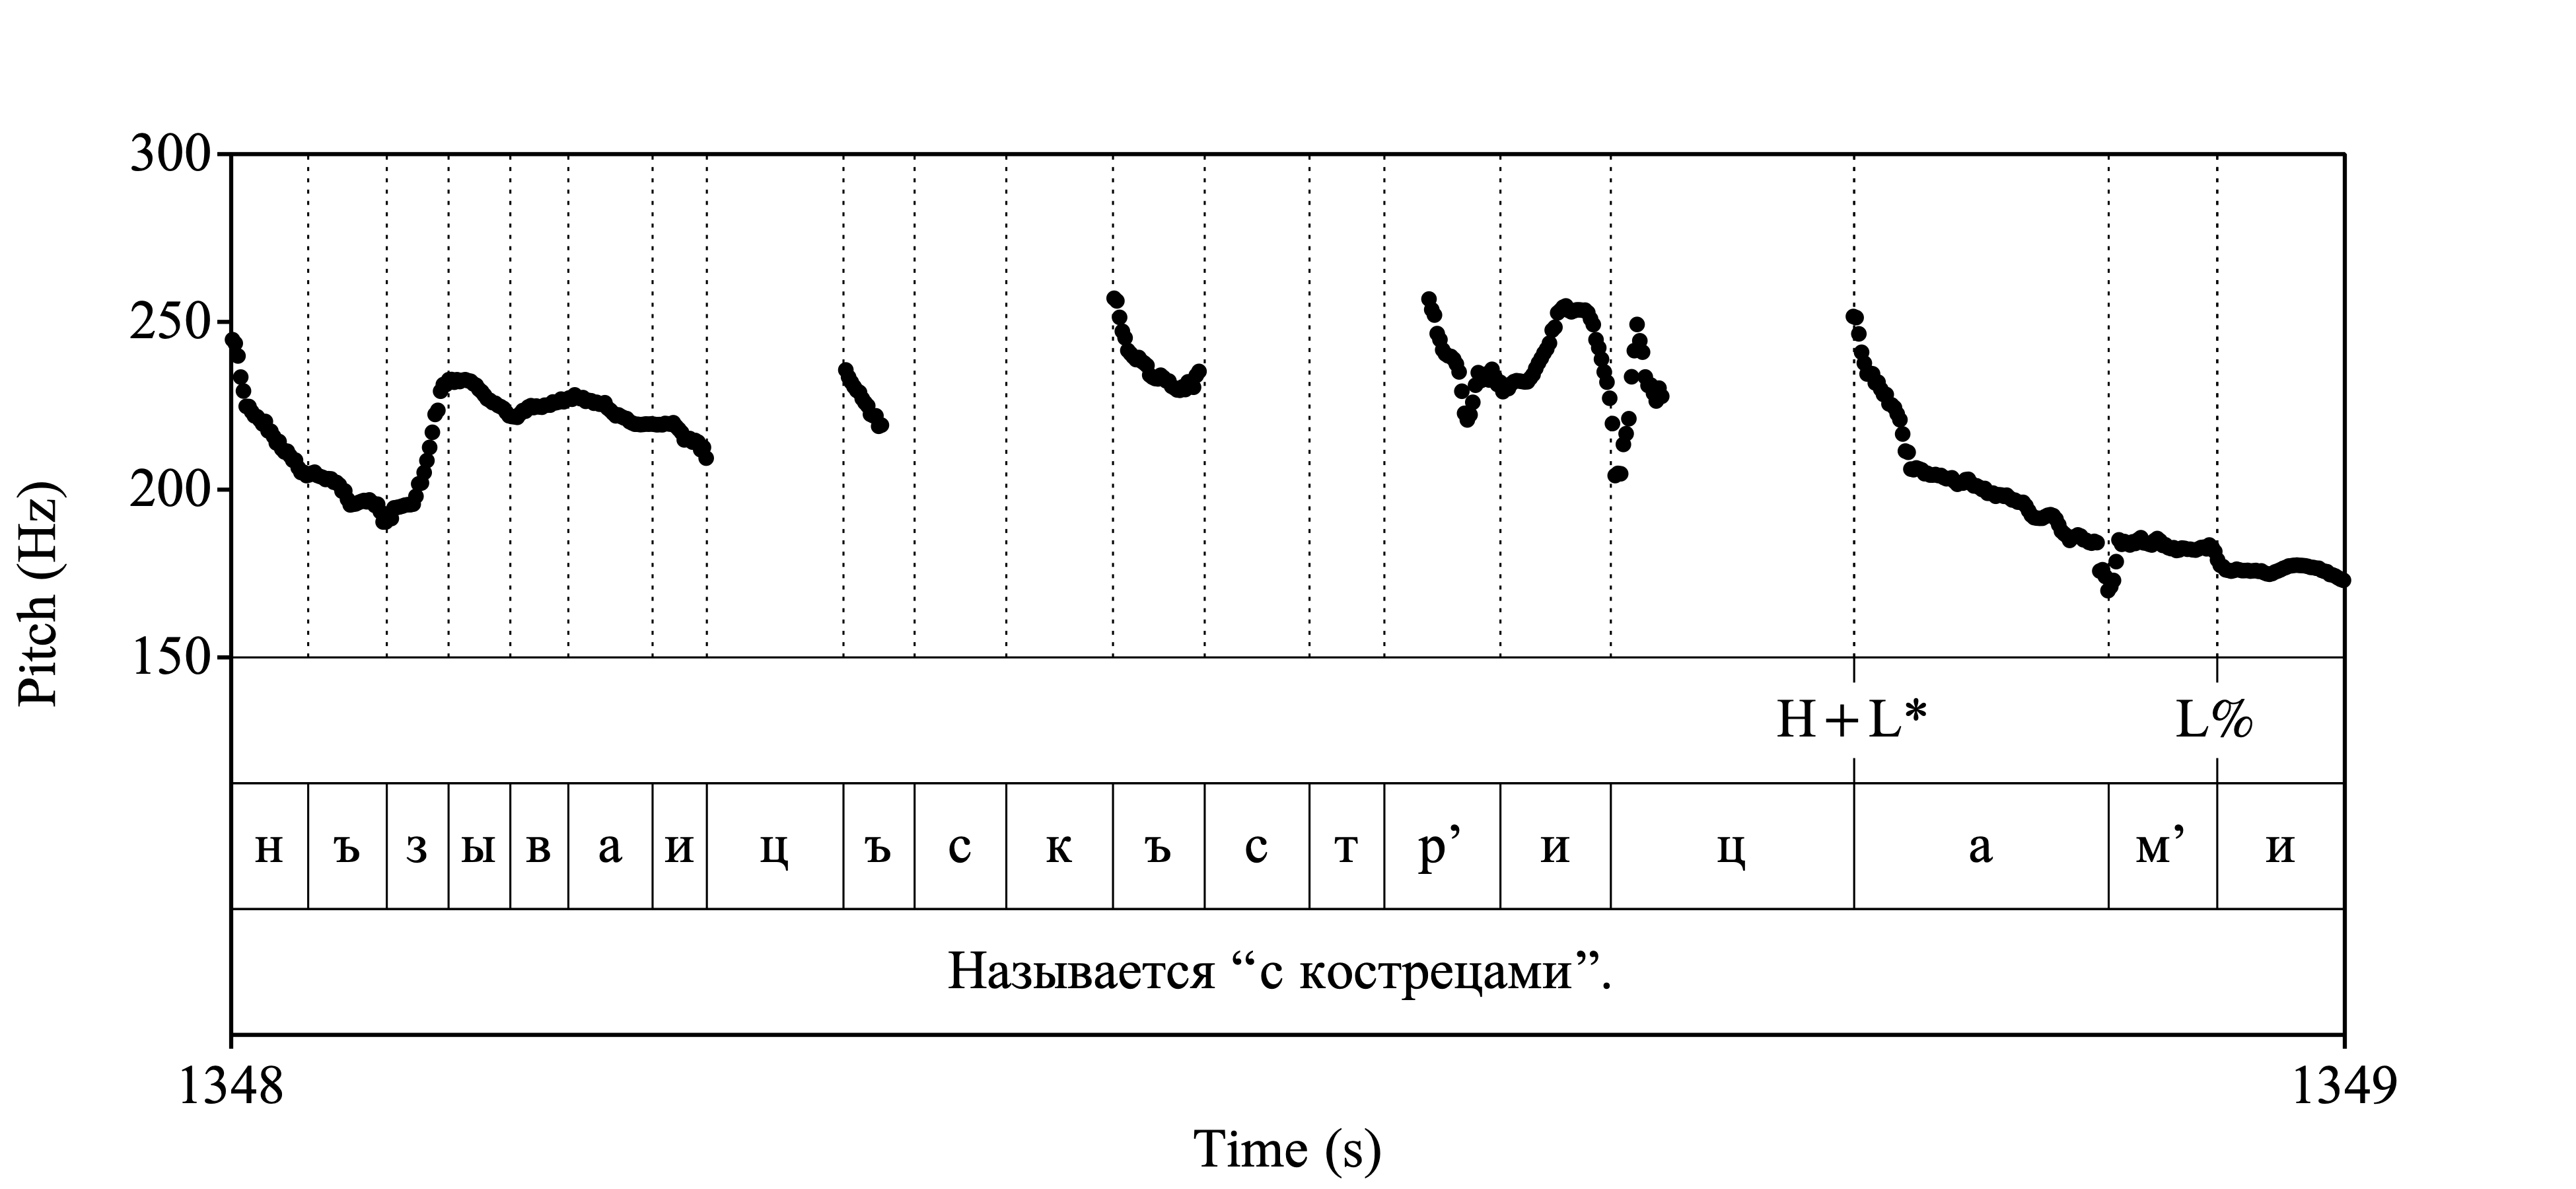 300
250
200
150
Pitch (Hz)
H+L* L%
н ъ з ы в а и ц ъ с к ъ с т р’ и ц а м’ и
Называется “с кострецами”.
1348 1349
Time (s)